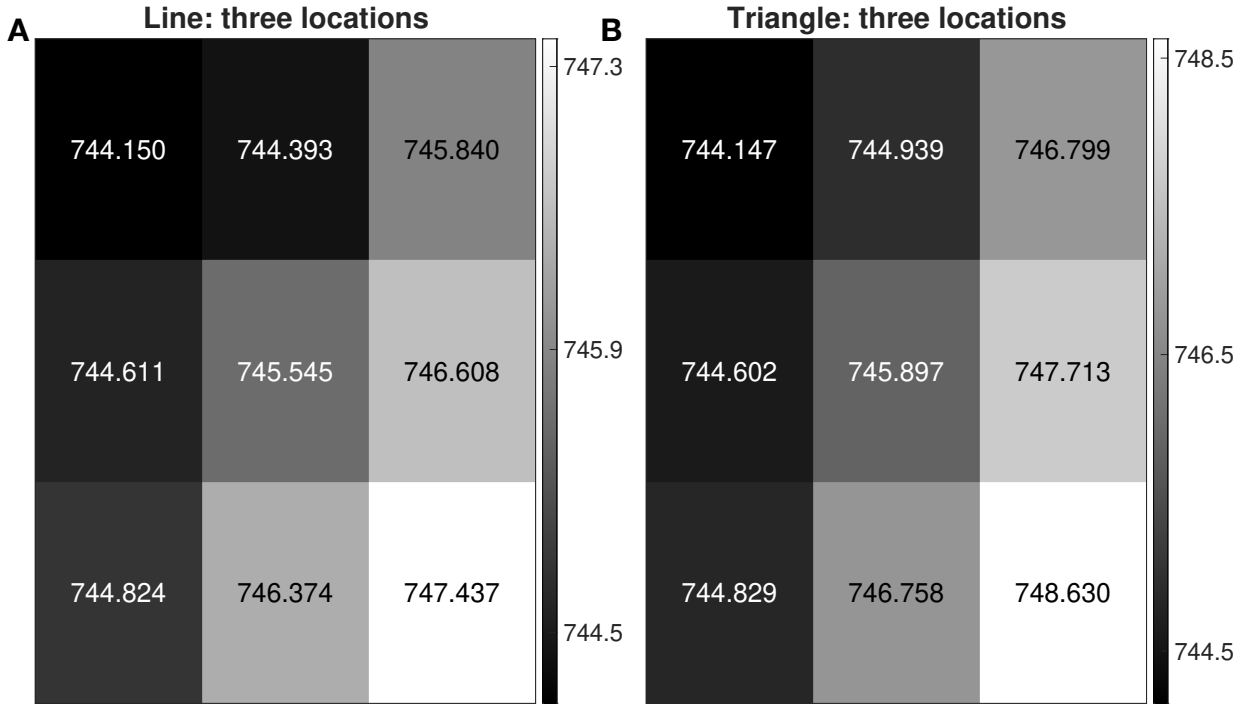 A
Line: three locations
744.150 744.393 745.840
744.611 745.545 746.608
744.824 746.374 747.437
747.3
745.9
744.5
B
Triangle: three locations
744.147 744.939 746.799
744.602 745.897 747.713
744.829 746.758 748.630
748.5
746.5
744.5